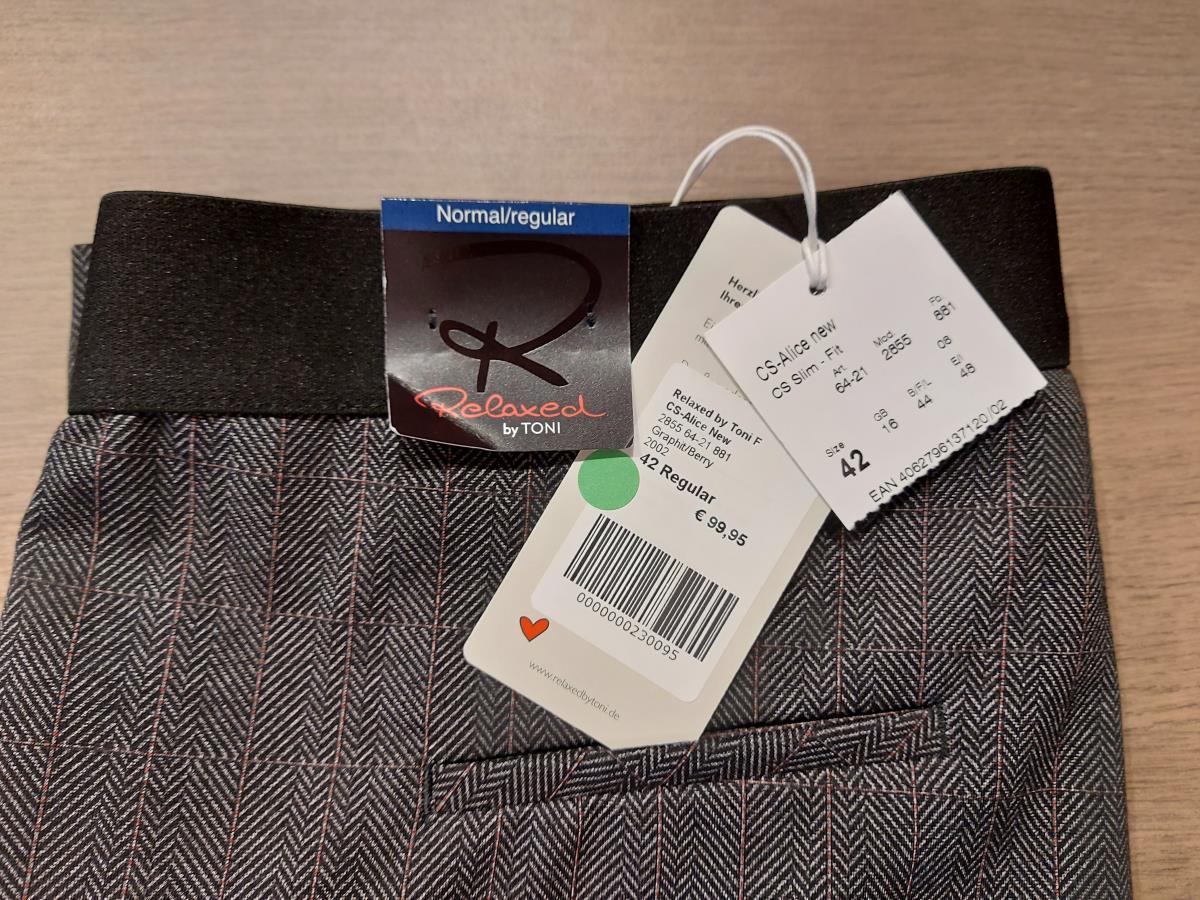 Normal/regular
R
Relaxed
by TONI
Ihre
Relaxed by Toni F
CS-Alice New
2855 64-21 881
Graphit/Berry
2002
42 Regular
€ 99,95
0000000230095
www.relaxedbytoni.de
CS-Alice new
CS Slim - Fit
Art. Mod. Fb.
64-21 2855 881
08
Size GB B/F/L E/I
42 16 44 48
EAN 4062796137120/02